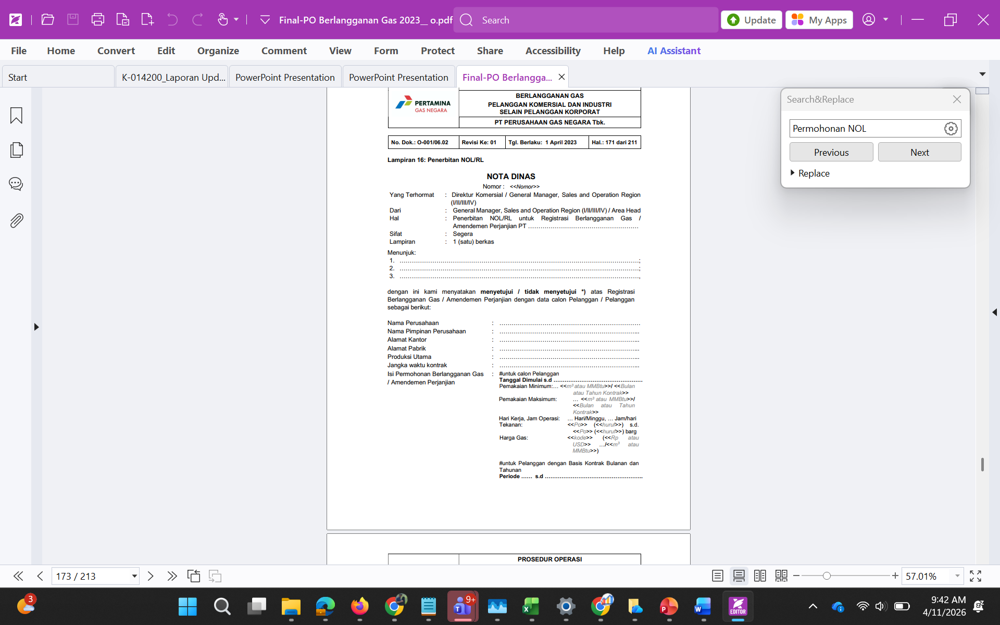 Final-PO Berlangganan Gas 2023__ o.pdf
Search
Update
My Apps
File
Home
Convert
Edit
Organize
Comment
View
Form
Protect
Share
Accessibility
Help
AI Assistant
Start
K-014200_Laporan Upd...
PowerPoint Presentation
PowerPoint Presentation
Final-PO Berlangga...
PERTAMINA
GAS NEGARA
BERLANGGANAN GAS
PELANGGAN KOMERSIAL DAN INDUSTRI
SELAIN PELANGGAN KORPORAT
PT PERUSAHAAN GAS NEGARA Tbk.
No. Dok.: O-001/06.02 Revisi Ke: 01 Tgl. Berlaku: 1 April 2023 Hal.: 171 dari 211
Lampiran 16: Penerbitan NOL/RL
NOTA DINAS
Nomor : <<Nomor>>
Yang Terhormat : Direktur Komersial / General Manager, Sales and Operation Region
(I/II/III/IV)
Dari : General Manager, Sales and Operation Region (I/II/III/IV) / Area Head
Hal : Penerbitan NOL/RL untuk Registrasi Berlangganan Gas /
Amendemen Perjanjian PT ……………………………………………
Sifat : Segera
Lampiran : 1 (satu) berkas
Menunjuk:
1. ……………………………………………………………………………………………………;
2. ……………………………………………………………………………………………………;
3. ……………………………………………………………………………………………………,
dengan ini kami menyatakan menyetujui / tidak menyetujui *) atas Registrasi
Berlangganan Gas / Amendemen Perjanjian dengan data calon Pelanggan / Pelanggan
sebagai berikut:
Nama Perusahaan : ……………………………………………………………
Nama Pimpinan Perusahaan : …………………………………………………………...
Alamat Kantor : …………………………………………………………...
Alamat Pabrik : …………………………………………………………...
Produksi Utama : …………………………………………………………...
Jangka waktu kontrak : …………………………………………………………...
Isi Permohonan Berlangganan Gas : #untuk calon Pelanggan
/ Amendemen Perjanjian
Tanggal Dimulai s.d …………………………………………
Pemakaian Minimum:… <<m³ atau MMBtu>>/ <<Bulan
atau Tahun Kontrak>>
Pemakaian Maksimum: … <<m³ atau MMBtu>>/
<<Bulan atau Tahun
Kontrak>>
Hari Kerja, Jam Operasi: … Hari/Minggu, … Jam/hari
Tekanan: <<Po>> (<<huruf>>) s.d.
<<Po>> (<<huruf>>) barg
Harga Gas: <<kode>> (<<Rp atau
USD>> …/<<m³ atau
MMBtu>>)
#untuk Pelanggan dengan Basis Kontrak Bulanan dan
Tahunan
Periode …… s.d ……………………………………………..
PROSEDUR OPERASI
Search&Replace
Permohonan NOL
Previous
Next
Replace
173 / 213
57.01%
3
9+
EDITOR
9:42 AM
4/11/2026